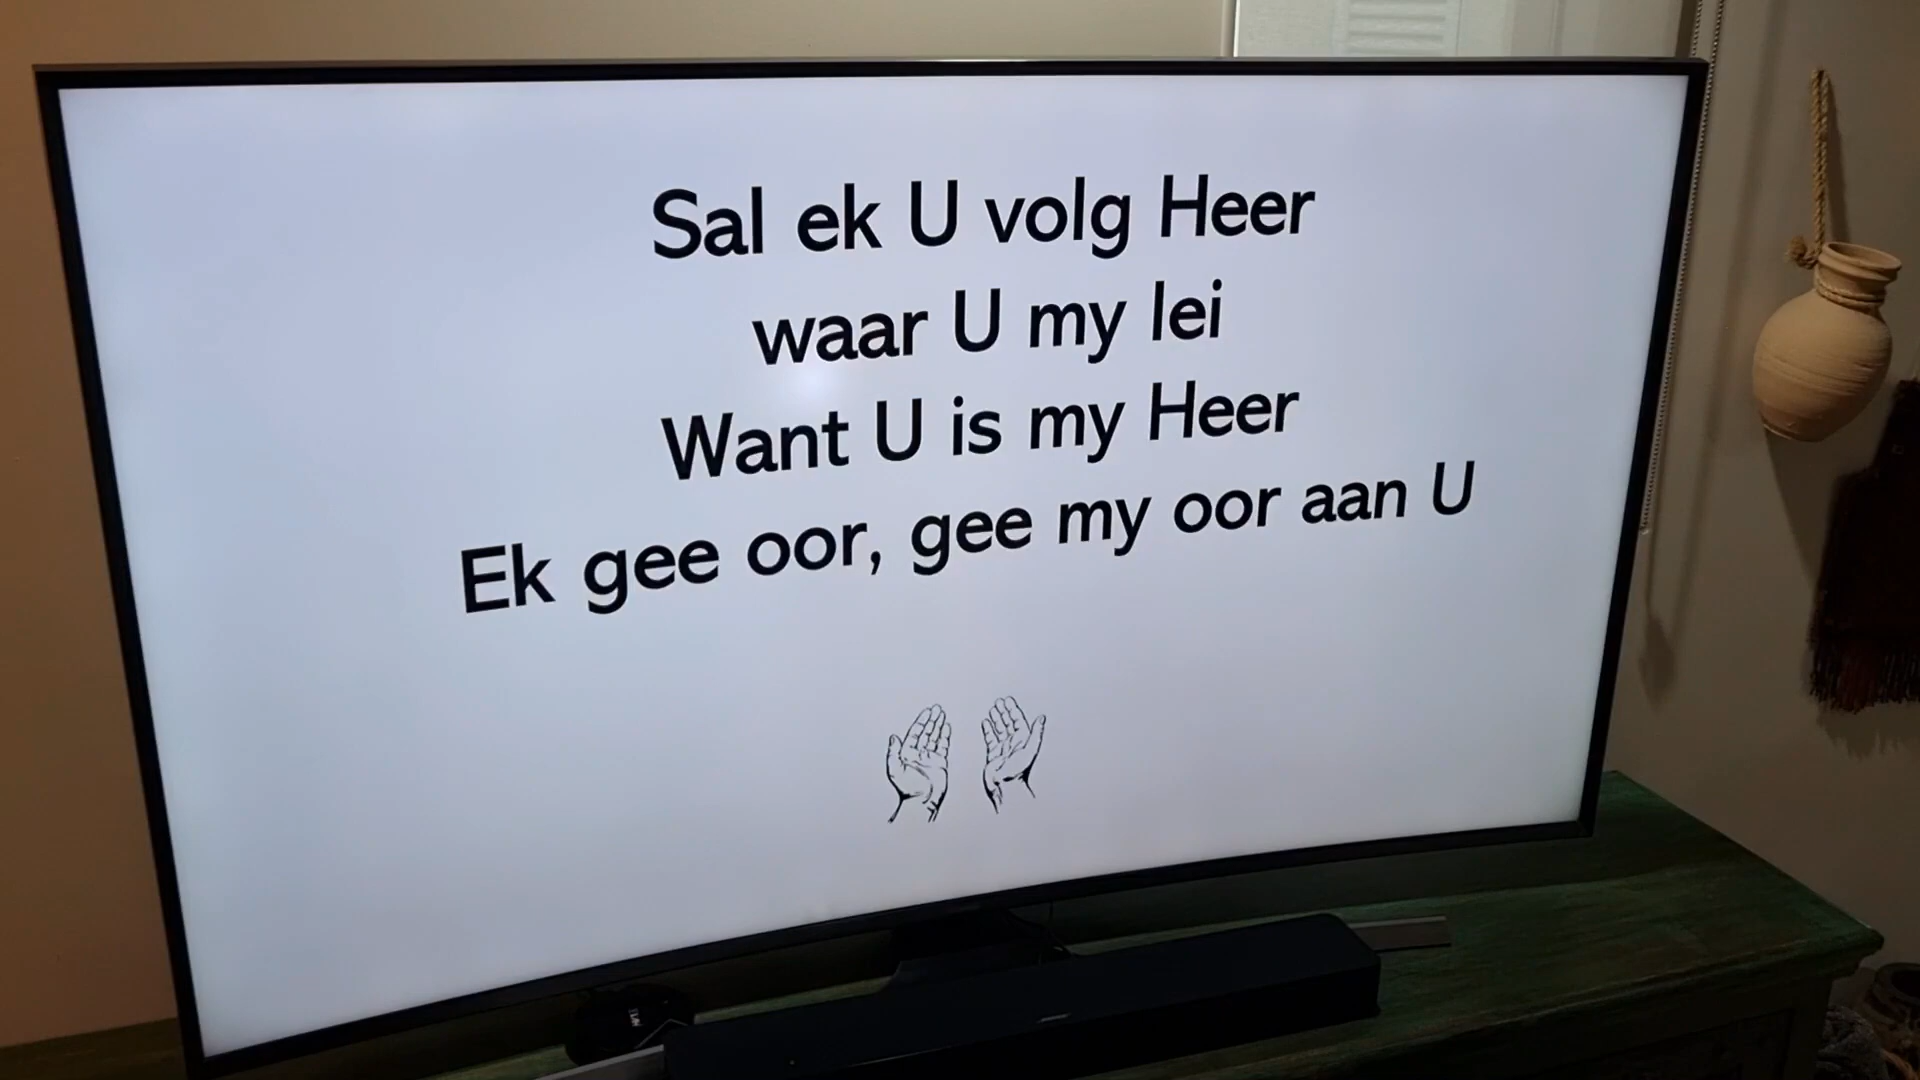 Sal ek U volg Heer
waar U my lei
Want U is my Heer
Ek gee oor, gee my oor aan U